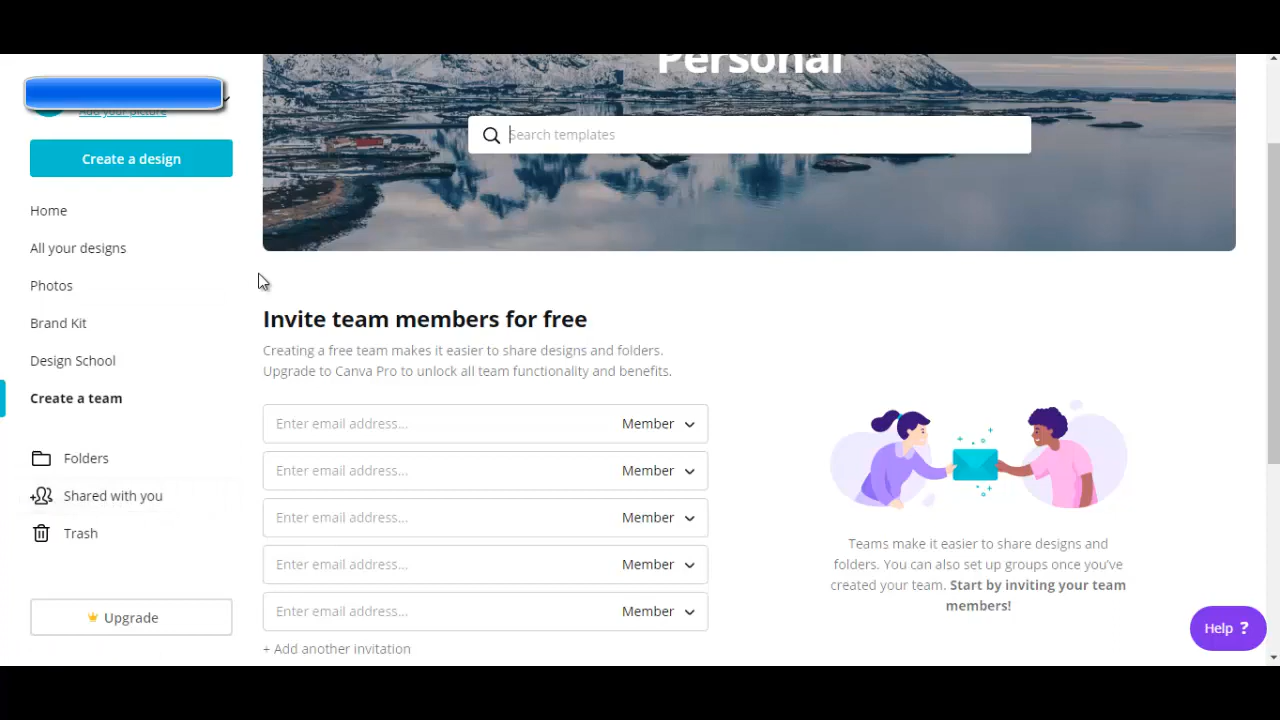 Personal
Search templates
Add your picture
Create a design
Home
All your designs
Photos
Brand Kit
Design School
Create a team
Folders
Shared with you
Trash
Upgrade
Invite team members for free
Creating a free team makes it easier to share designs and folders.
Upgrade to Canva Pro to unlock all team functionality and benefits.
Enter email address... Member
Enter email address... Member
Enter email address... Member
Enter email address... Member
Enter email address... Member
+ Add another invitation
Teams make it easier to share designs and
folders. You can also set up groups once you've
created your team. Start by inviting your team
members!
Help ?